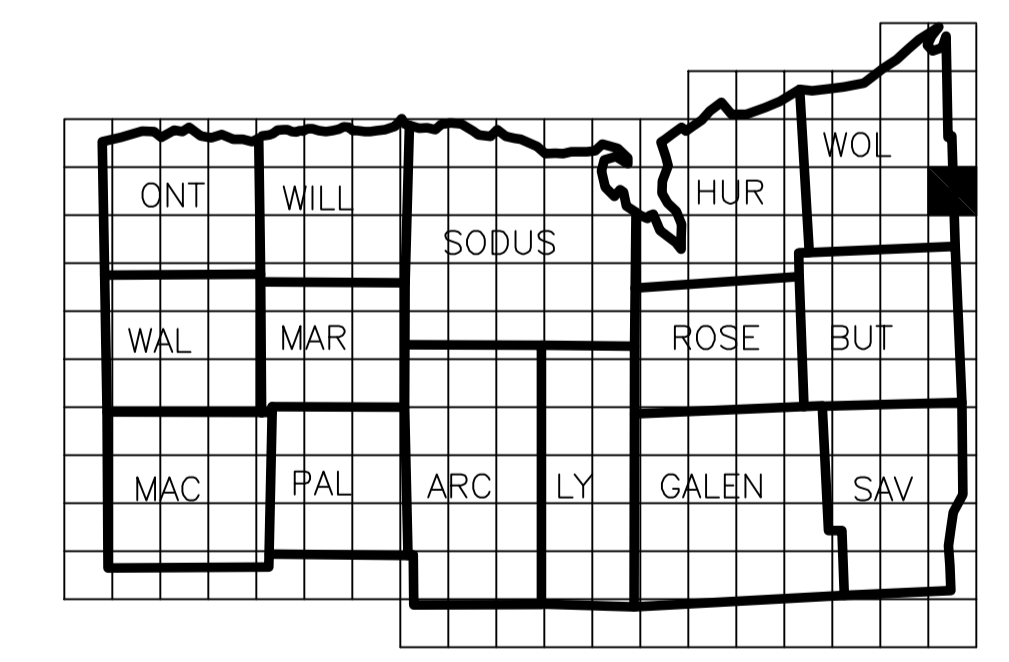 WOL
ONT WILL HUR
SODUS
WAL MAR ROSE BUT
MAC PAL ARC LY GALEN SAV